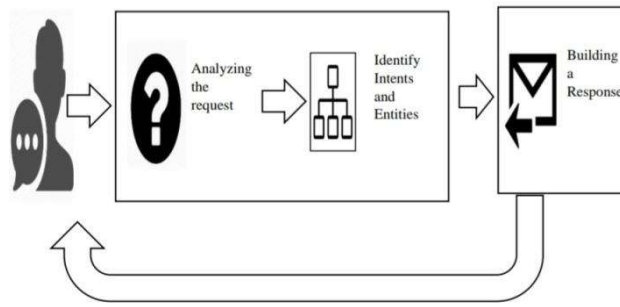 Analyzing
the
request
Identify
Intents
and
Entities
Building
a
Response